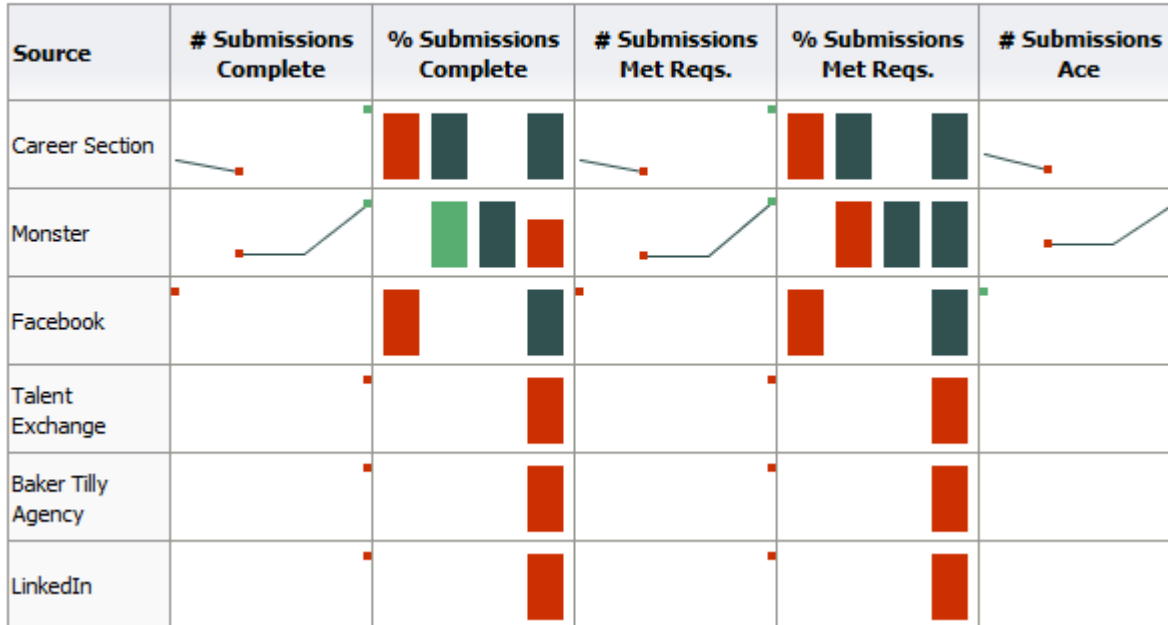 Source
# Submissions
Complete
% Submissions
Complete
# Submissions
Met Reqs.
% Submissions
Met Reqs.
# Submissions
Ace
Career Section
Monster
Facebook
Talent
Exchange
Baker Tilly
Agency
LinkedIn